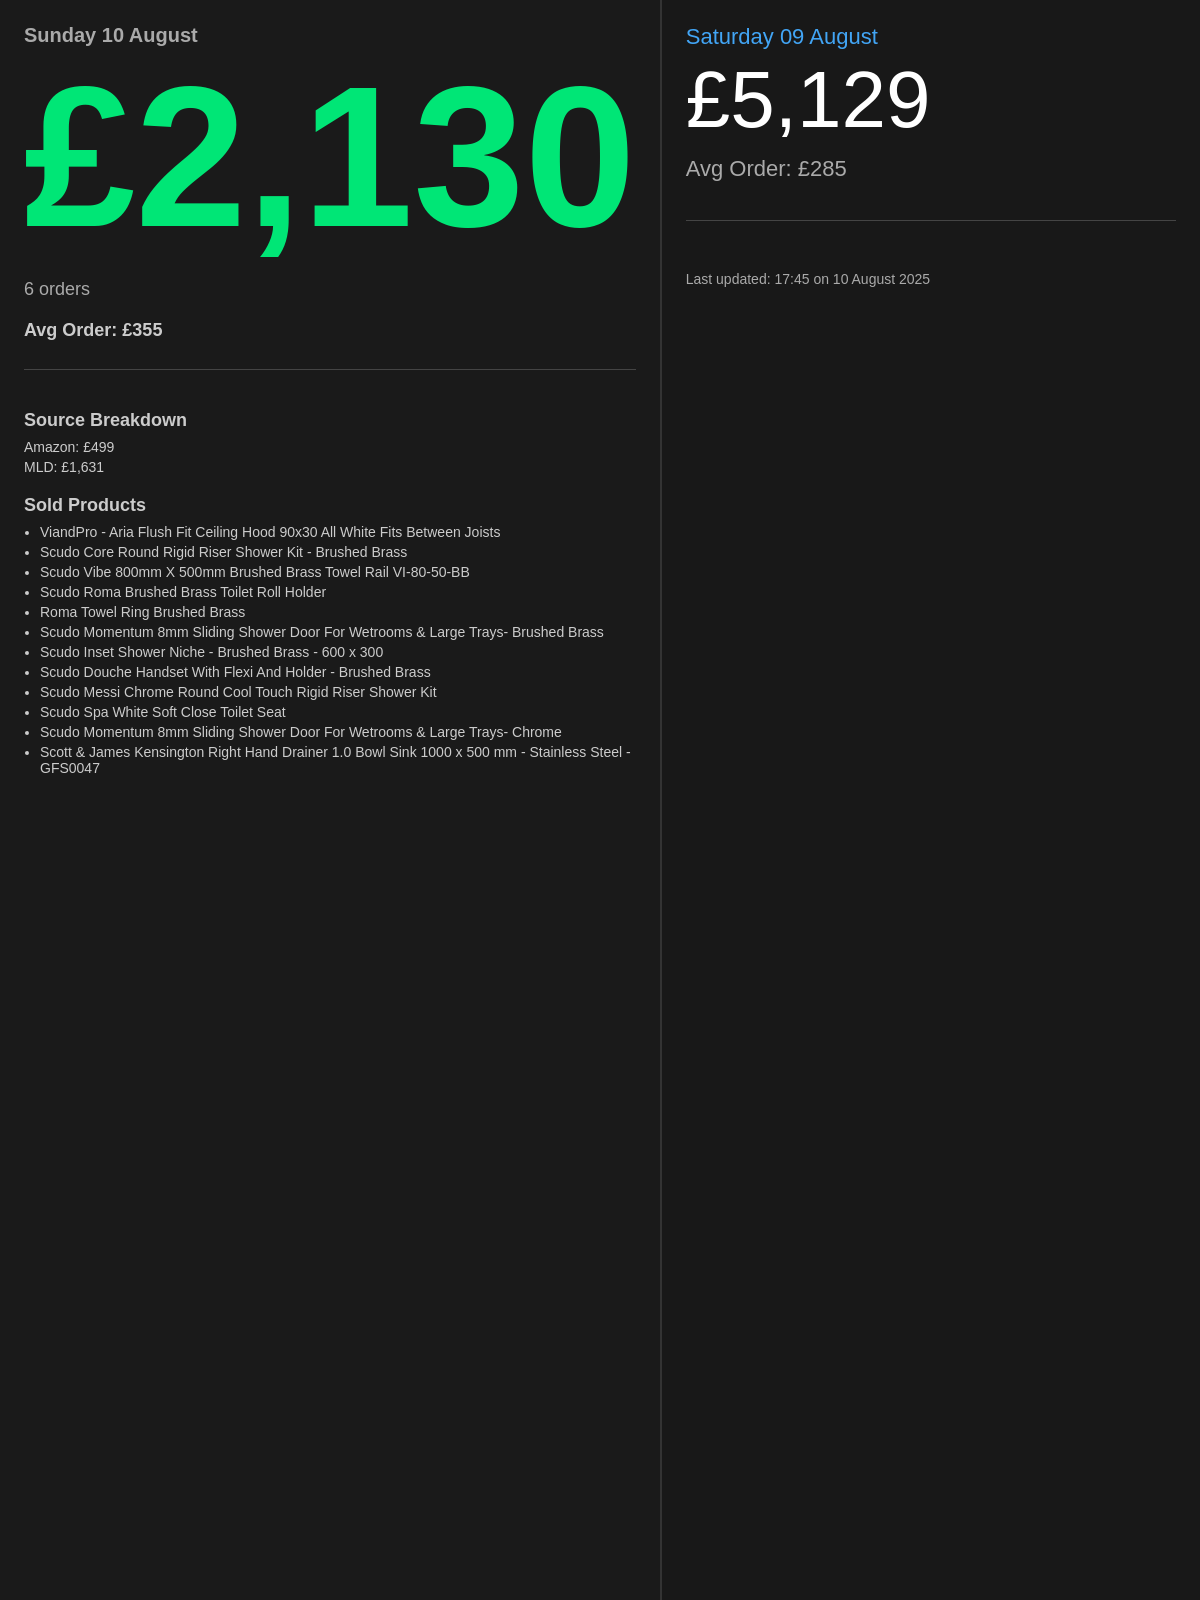 Sunday 10 August
£2,130
6 orders
Avg Order: £355
Source Breakdown
Amazon: £499
MLD: £1,631
Sold Products
• ViandPro - Aria Flush Fit Ceiling Hood 90x30 All White Fits Between Joists
• Scudo Core Round Rigid Riser Shower Kit - Brushed Brass
• Scudo Vibe 800mm X 500mm Brushed Brass Towel Rail VI-80-50-BB
• Scudo Roma Brushed Brass Toilet Roll Holder
• Roma Towel Ring Brushed Brass
• Scudo Momentum 8mm Sliding Shower Door For Wetrooms & Large Trays- Brushed Brass
• Scudo Inset Shower Niche - Brushed Brass - 600 x 300
• Scudo Douche Handset With Flexi And Holder - Brushed Brass
• Scudo Messi Chrome Round Cool Touch Rigid Riser Shower Kit
• Scudo Spa White Soft Close Toilet Seat
• Scudo Momentum 8mm Sliding Shower Door For Wetrooms & Large Trays- Chrome
• Scott & James Kensington Right Hand Drainer 1.0 Bowl Sink 1000 x 500 mm - Stainless Steel -
GFS0047
Saturday 09 August
£5,129
Avg Order: £285
Last updated: 17:45 on 10 August 2025